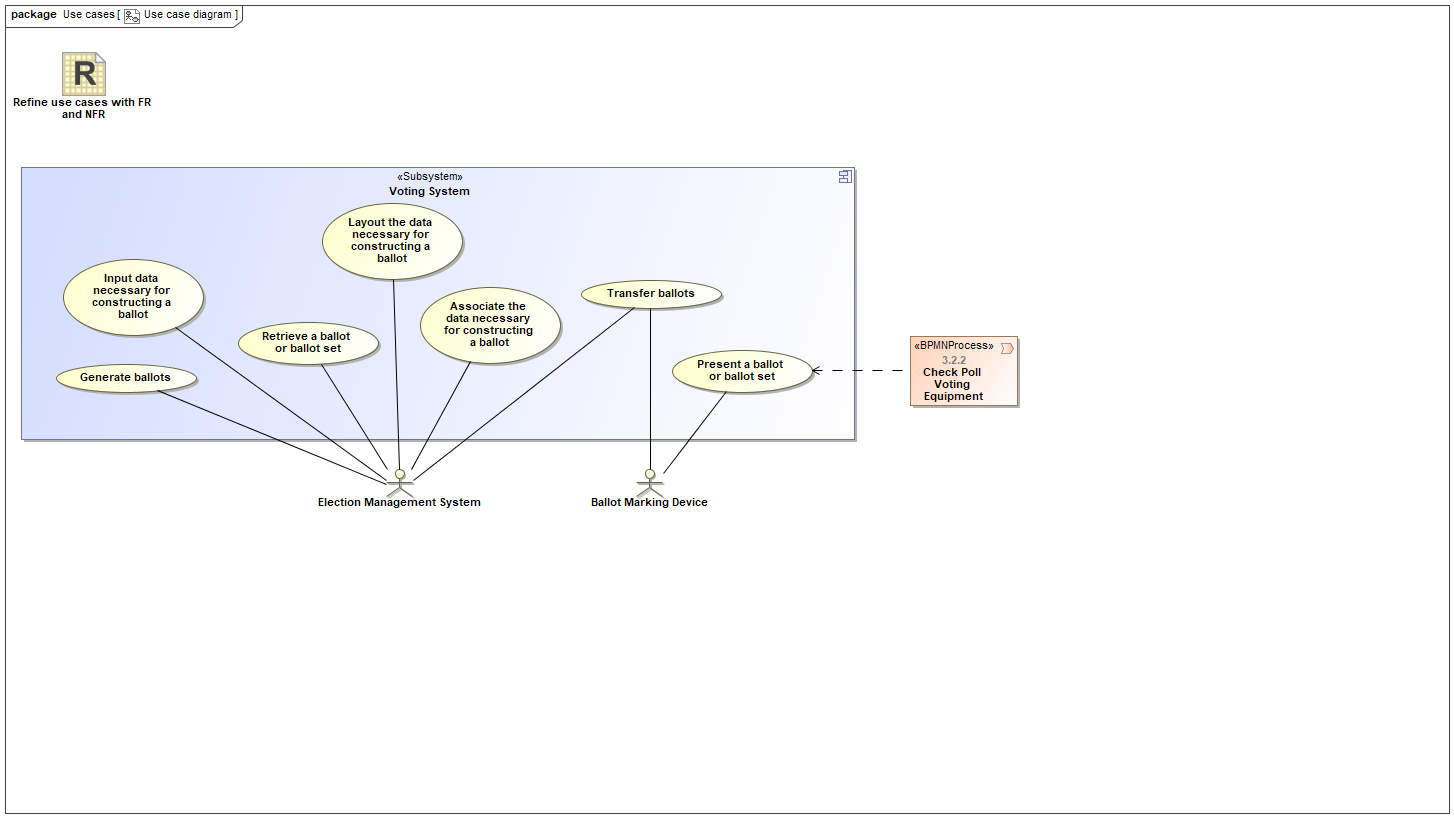 package Use cases [ Use case diagram ]
R
Refine use cases with FR
and NFR
«Subsystem»
Voting System
Layout the data
necessary for
constructing a
ballot
Input data
necessary for
constructing a
ballot
Associate the
data necessary
for constructing
a ballot
Transfer ballots
Retrieve a ballot
or ballot set
Generate ballots
Present a ballot
or ballot set
«BPMNProcess»
3.2.2
Check Poll
Voting
Equipment
Election Management System
Ballot Marking Device